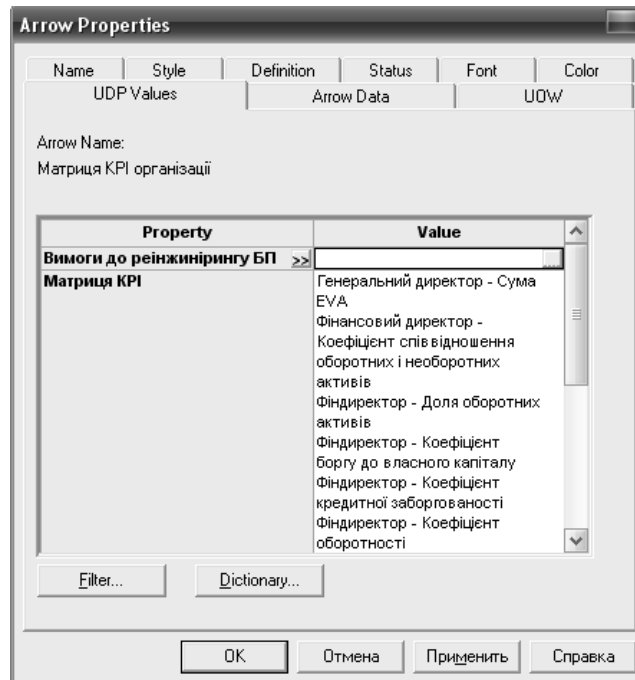 Arrow Properties
Name Style Definition Status Font Color
UDP Values Arrow Data UOW
Arrow Name:
Матриця KPI організації
Property Value
Вимоги до реінжинірингу БП >> ...
Матриця KPI
Генеральний директор - Сума
EVA
Фінансовий директор -
Коефіцієнт співвідношення
оборотних і необоротних
активів
Фіндиректор - Доля оборотних
активів
Фіндиректор - Коефіцієнт
боргу до власного капіталу
Фіндиректор - Коефіцієнт
кредитної заборгованості
Фіндиректор - Коефіцієнт
оборотності
Filter... Dictionary...
OK Отмена Применить Справка